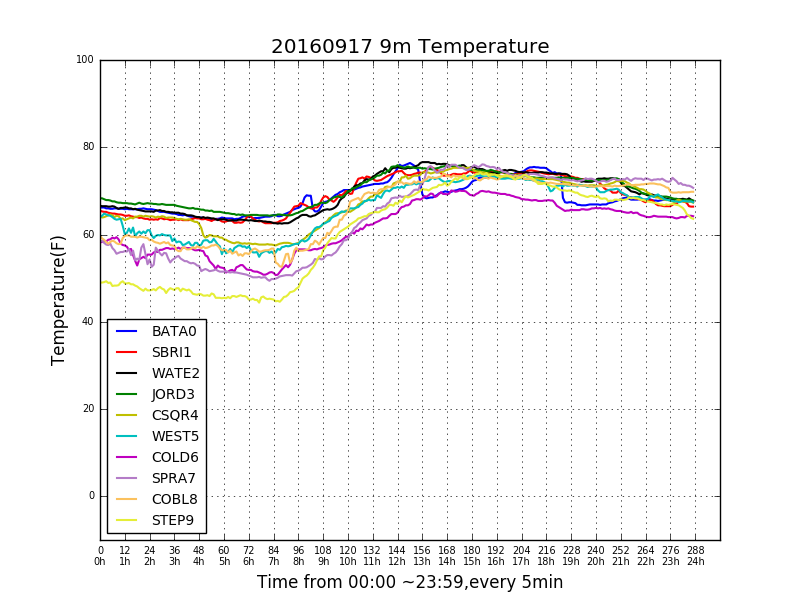 20160917 9m Temperature
100
80
60
40
20
0
Temperature(F)
BATA0
SBRI1
WATE2
JORD3
CSQR4
WEST5
COLD6
SPRA7
COBL8
STEP9
0 12 24 36 48 60 72 84 96 108 120 132 144 156 168 180 192 204 216 228 240 252 264 276 288
0h 1h 2h 3h 4h 5h 6h 7h 8h 9h 10h 11h 12h 13h 14h 15h 16h 17h 18h 19h 20h 21h 22h 23h 24h
Time from 00:00 ~23:59,every 5min